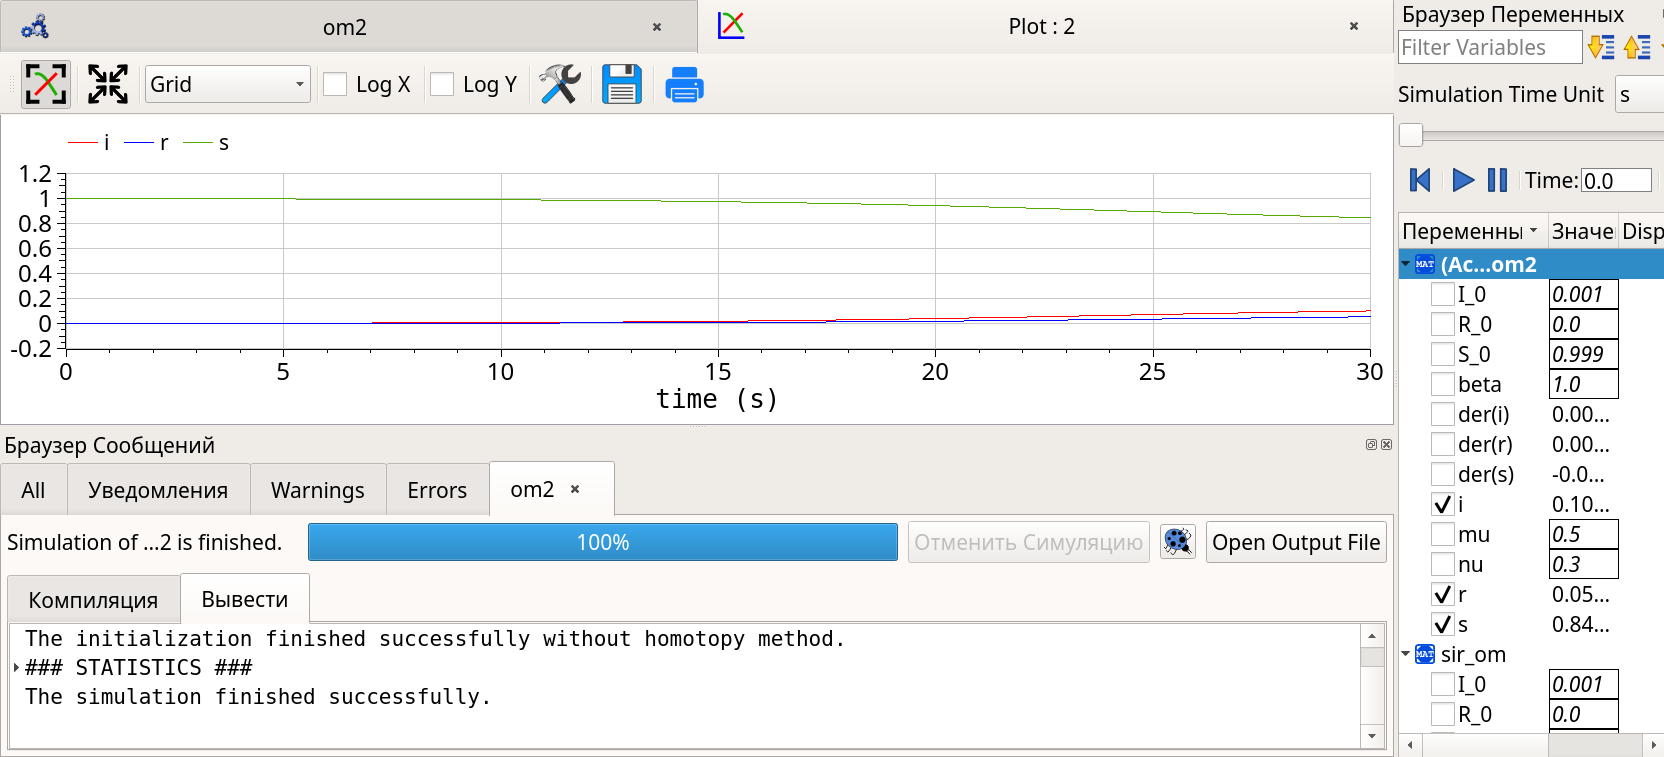 om2
Plot : 2
Grid
Log X
Log Y
i
r
s
1.2
1
0.8
0.6
0.4
0.2
0
-0.2
0 5 10 15 20 25 30
time (s)
Браузер Сообщений
All
Уведомления
Warnings
Errors
om2
Simulation of ...2 is finished.
100%
Отменить Симуляцию
Open Output File
Компиляция
Вывести
The initialization finished successfully without homotopy method.
### STATISTICS ###
The simulation finished successfully.
Браузер Переменных
Filter Variables
Simulation Time Unit s
Time: 0.0
Переменны Значе Disp
MAT (Ac...om2
I_0 0.001
R_0 0.0
S_0 0.999
beta 1.0
der(i) 0.00...
der(r) 0.00...
der(s) -0.0...
i 0.10...
mu 0.5
nu 0.3
r 0.05...
s 0.84...
MAT sir_om
I_0 0.001
R_0 0.0